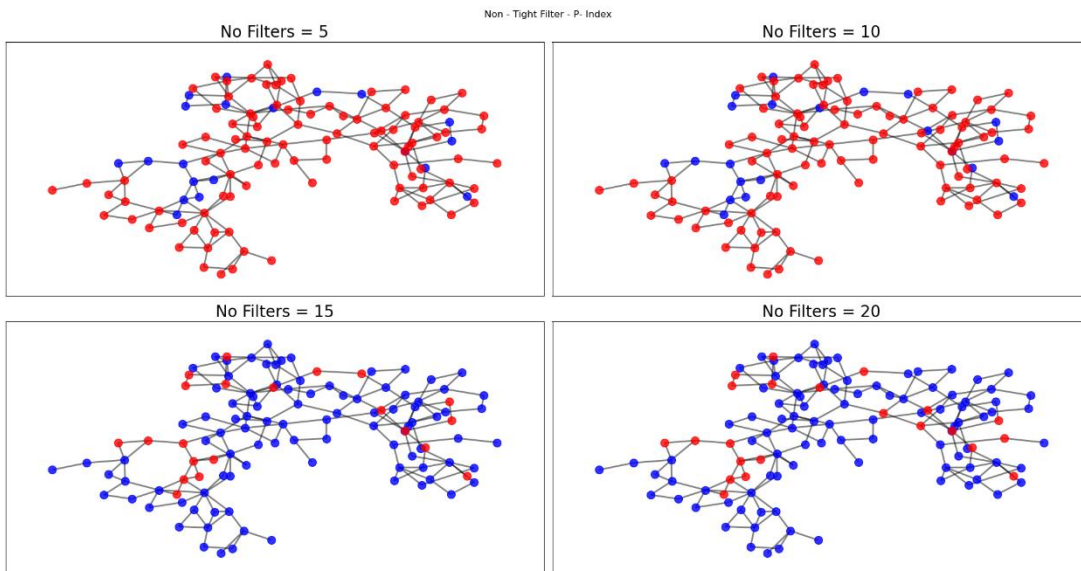 Non - Tight Filter - P- Index
No Filters = 5
No Filters = 10
No Filters = 15
No Filters = 20